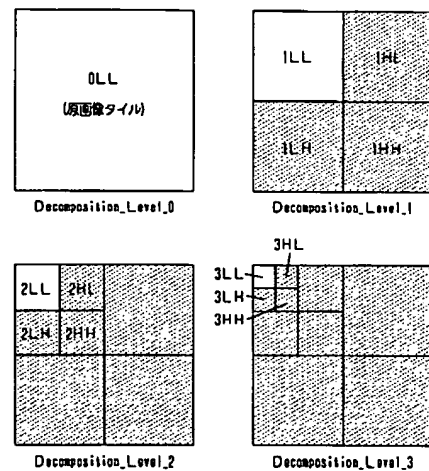 0LL
(原画像タイル)
Decomposition_Level_0
1LL
1HL
1LH
1HH
Decomposition_Level_1
2LL
2HL
2LH
2HH
Decomposition_Level_2
3HL
3LL
3LH
3HH
Decomposition_Level_3